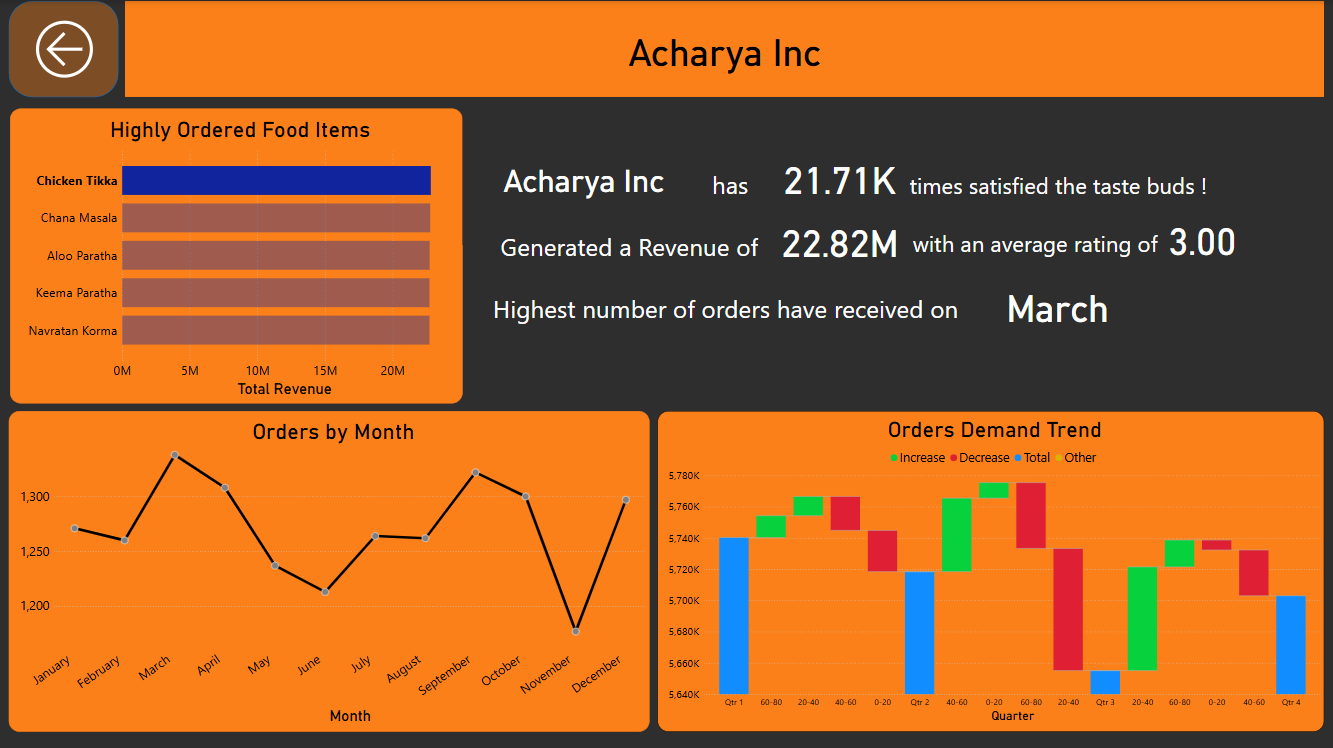 Acharya Inc
Highly Ordered Food Items
Chicken Tikka
Chana Masala
Aloo Paratha
Keema Paratha
Navratan Korma
0M 5M 10M 15M 20M
Total Revenue
Acharya Inc has 21.71K times satisfied the taste buds !
Generated a Revenue of 22.82M with an average rating of 3.00
Highest number of orders have received on March
Orders by Month
1,300
1,250
1,200
January February March April May June July August September October November December
Month
Orders Demand Trend
Increase Decrease Total Other
5,780K
5,760K
5,740K
5,720K
5,700K
5,680K
5,660K
5,640K
Qtr 1 60-80 20-40 40-60 0-20 Qtr 2 40-60 0-20 60-80 20-40 Qtr 3 20-40 60-80 0-20 40-60 Qtr 4
Quarter